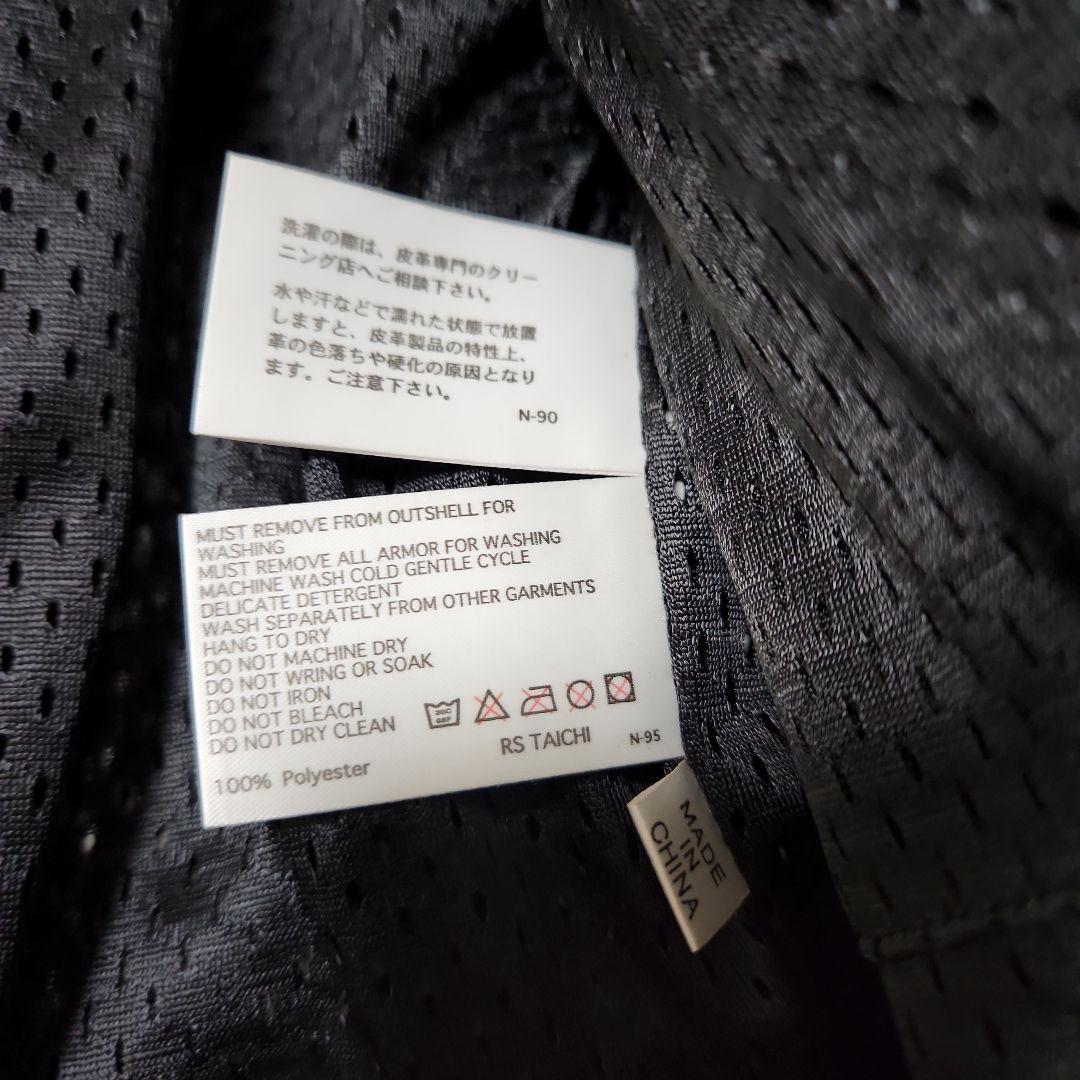 洗濯の際は、皮革専門のクリー
ニング店へご相談下さい。
水や汗などで濡れた状態で放置
しますと、皮革製品の特性上、
革の色落ちや硬化の原因となり
ます。ご注意下さい。
N-90
MUST REMOVE FROM OUTSHELL FOR
WASHING
MUST REMOVE ALL ARMOR FOR WASHING
MACHINE WASH COLD GENTLE CYCLE
DELICATE DETERGENT
WASH SEPARATELY FROM OTHER GARMENTS
HANG TO DRY
DO NOT MACHINE DRY
DO NOT WRING OR SOAK
DO NOT IRON
DO NOT BLEACH
DO NOT DRY CLEAN
100% Polyester
RS TAICHI
N-95
MADE
IN
CHINA